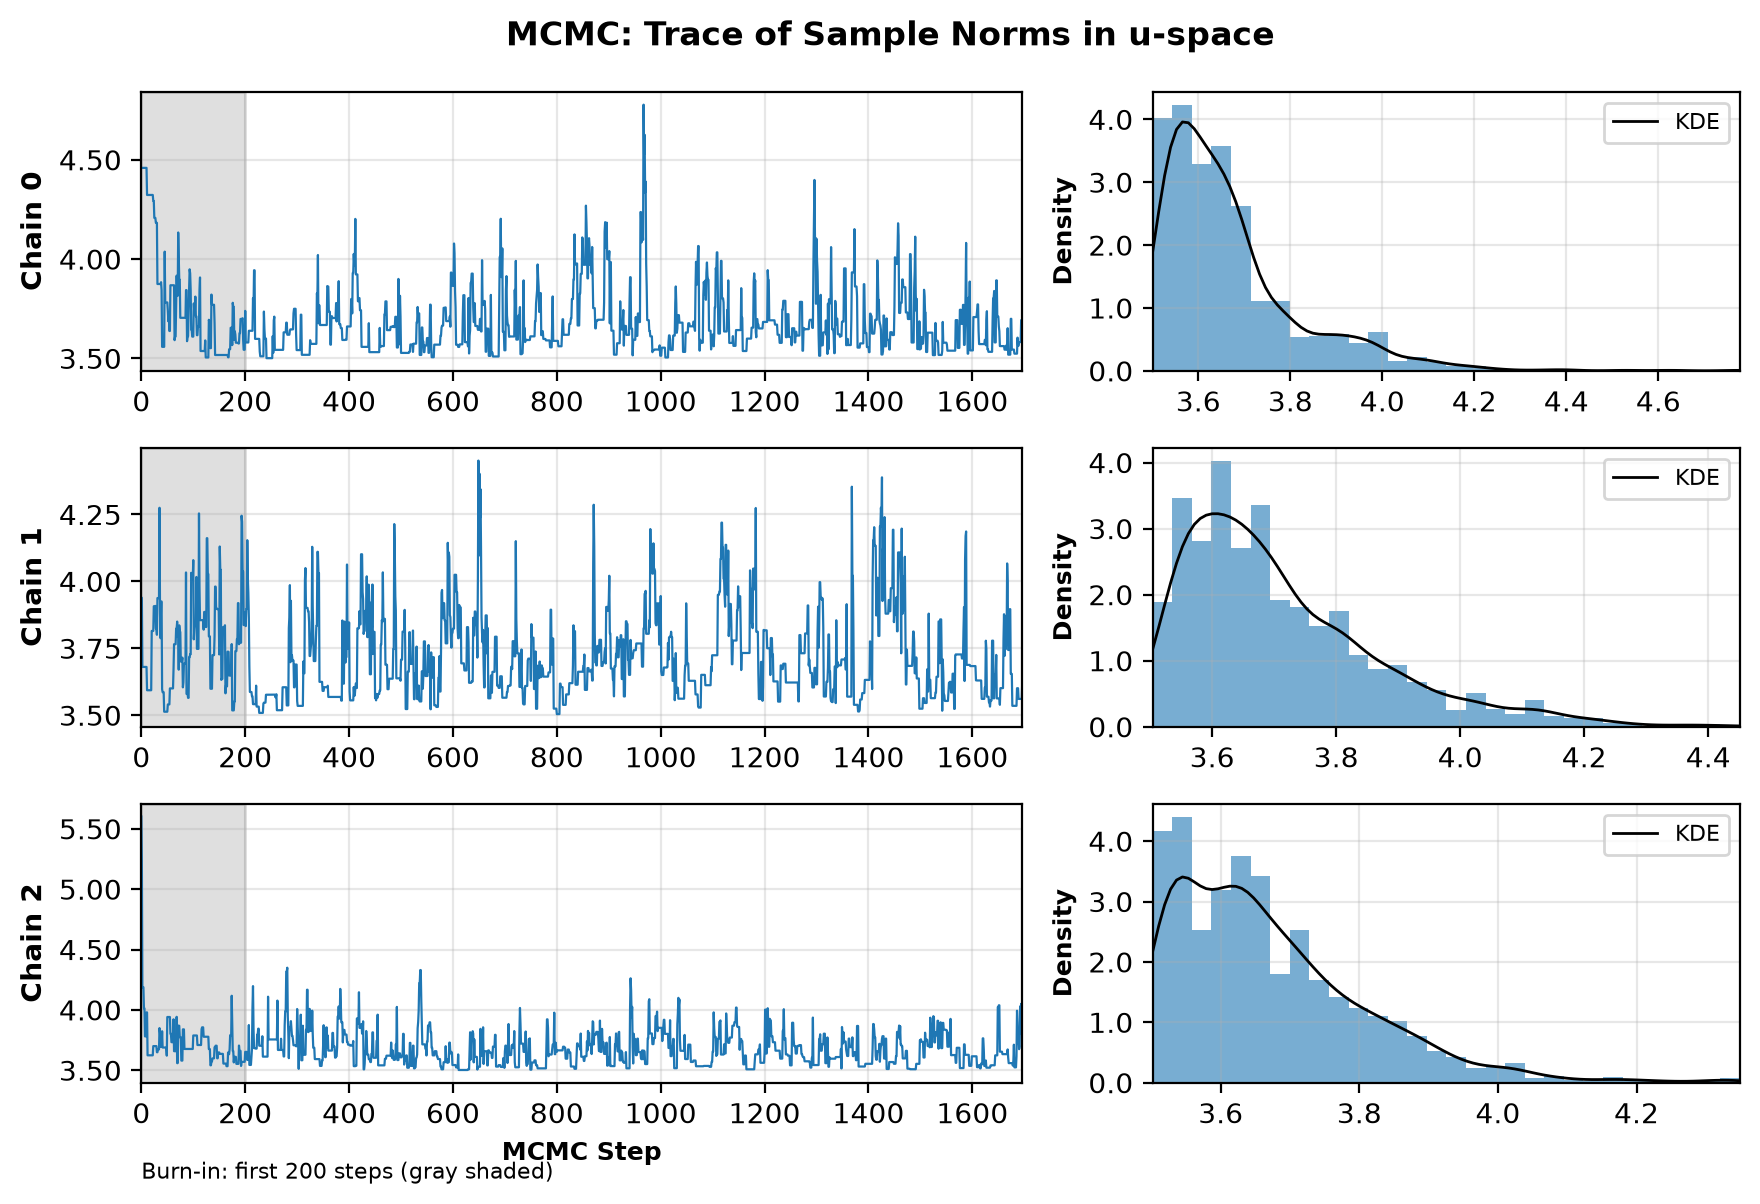 MCMC: Trace of Sample Norms in u-space
Chain 0
4.50
4.00
3.50
0 200 400 600 800 1000 1200 1400 1600
Density
4.0
3.0
2.0
1.0
0.0
KDE
3.6 3.8 4.0 4.2 4.4 4.6
Chain 1
4.25
4.00
3.75
3.50
0 200 400 600 800 1000 1200 1400 1600
Density
4.0
3.0
2.0
1.0
0.0
KDE
3.6 3.8 4.0 4.2 4.4
Chain 2
5.50
5.00
4.50
4.00
3.50
0 200 400 600 800 1000 1200 1400 1600
Density
4.0
3.0
2.0
1.0
0.0
KDE
3.6 3.8 4.0 4.2
MCMC Step
Burn-in: first 200 steps (gray shaded)